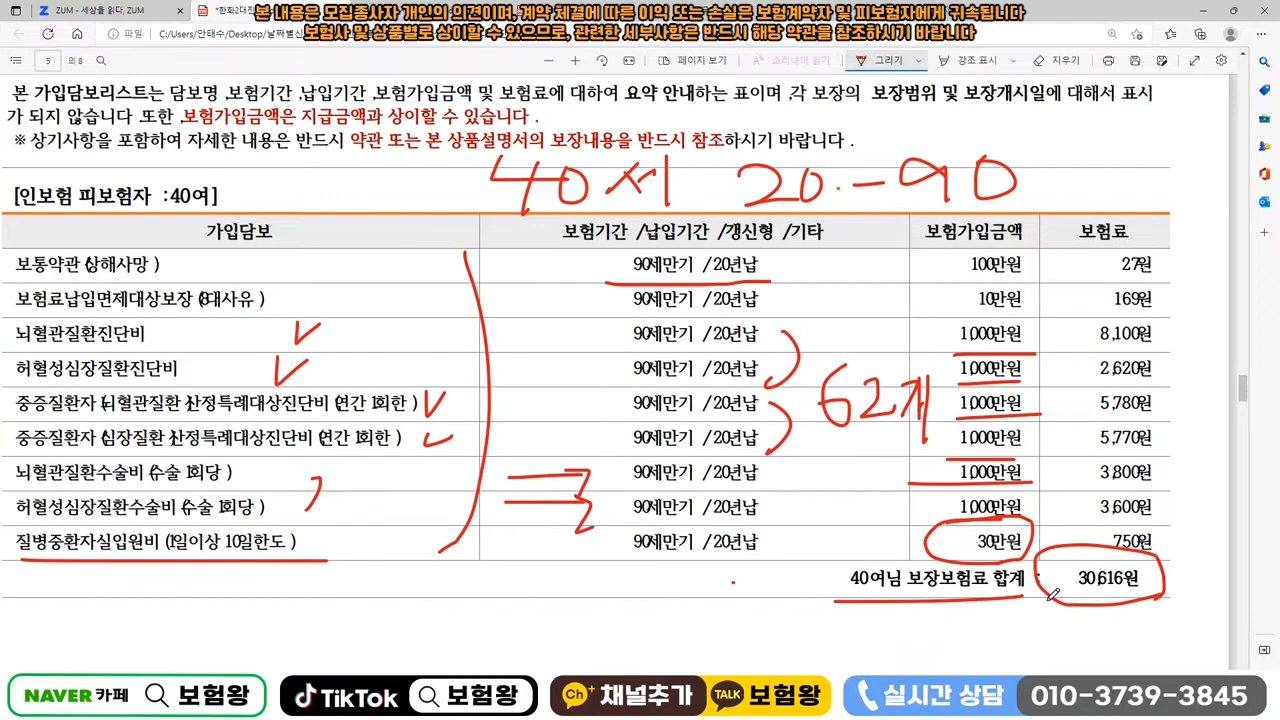 ZUM - 세상을 읽다, ZUM
본 내용은 모집종사자 개인의 의견이며, 계약 체결에 따른 이익 또는 손실은 보험계약자 및 피보험자에게 귀속됩니다
보험사 및 상품별로 상이할 수 있으므로, 관련한 세부사항은 반드시 해당 약관을 참조하시기 바랍니다
파일 C:/Users/안태수/Desktop/날짜별신
5 의 8 페이지 보기 소리내어 읽기 그리기 강조 표시 지우기
본 가입담보리스트는 담보명 ,보험기간 ,납입기간 ,보험가입금액 및 보험료에 대하여 요약 안내하는 표이며 ,각 보장의 보장범위 및 보장개시일에 대해서 표시
가 되지 않습니다 .또한 ,보험가입금액은 지급금액과 상이할 수 있습니다 .
※ 상기사항을 포함하여 자세한 내용은 반드시 약관 또는 본 상품설명서의 보장내용을 반드시 참조하시기 바랍니다 .
40세 20.-90
[인보험 피보험자 : 40여]
가입담보 보험기간 /납입기간 /갱신형 /기타 보험가입금액 보험료
보통약관 (상해사망 ) 90세만기 / 20년납 100만원 27원
보험료납입면제대상보장 (8대사유 ) 90세만기 / 20년납 10만원 169원
뇌혈관질환진단비 90세만기 / 20년납 1,000만원 8,100원
허혈성심장질환진단비 90세만기 / 20년납 1,000만원 2,620원
중증질환자 (뇌혈관질환 )산정특례대상진단비 (연간 1회한 ) 90세만기 / 20년납 1,000만원 5,780원
62개
중증질환자 (심장질환 )산정특례대상진단비 (연간 1회한 ) 90세만기 / 20년납 1,000만원 5,770원
뇌혈관질환수술비 (수술 1회당 ) 90세만기 / 20년납 1,000만원 3,800원
허혈성심장질환수술비 (수술 1회당 ) 90세만기 / 20년납 1,000만원 3,600원
질병중환자실입원비 (1일이상 10일한도 ) 90세만기 / 20년납 30만원 750원
40여님 보장보험료 합계 : 30,616원
NAVER 카페 보험왕 TikTok 보험왕 Ch+ 채널추가 TALK 보험왕 실시간 상담 010-3739-3845